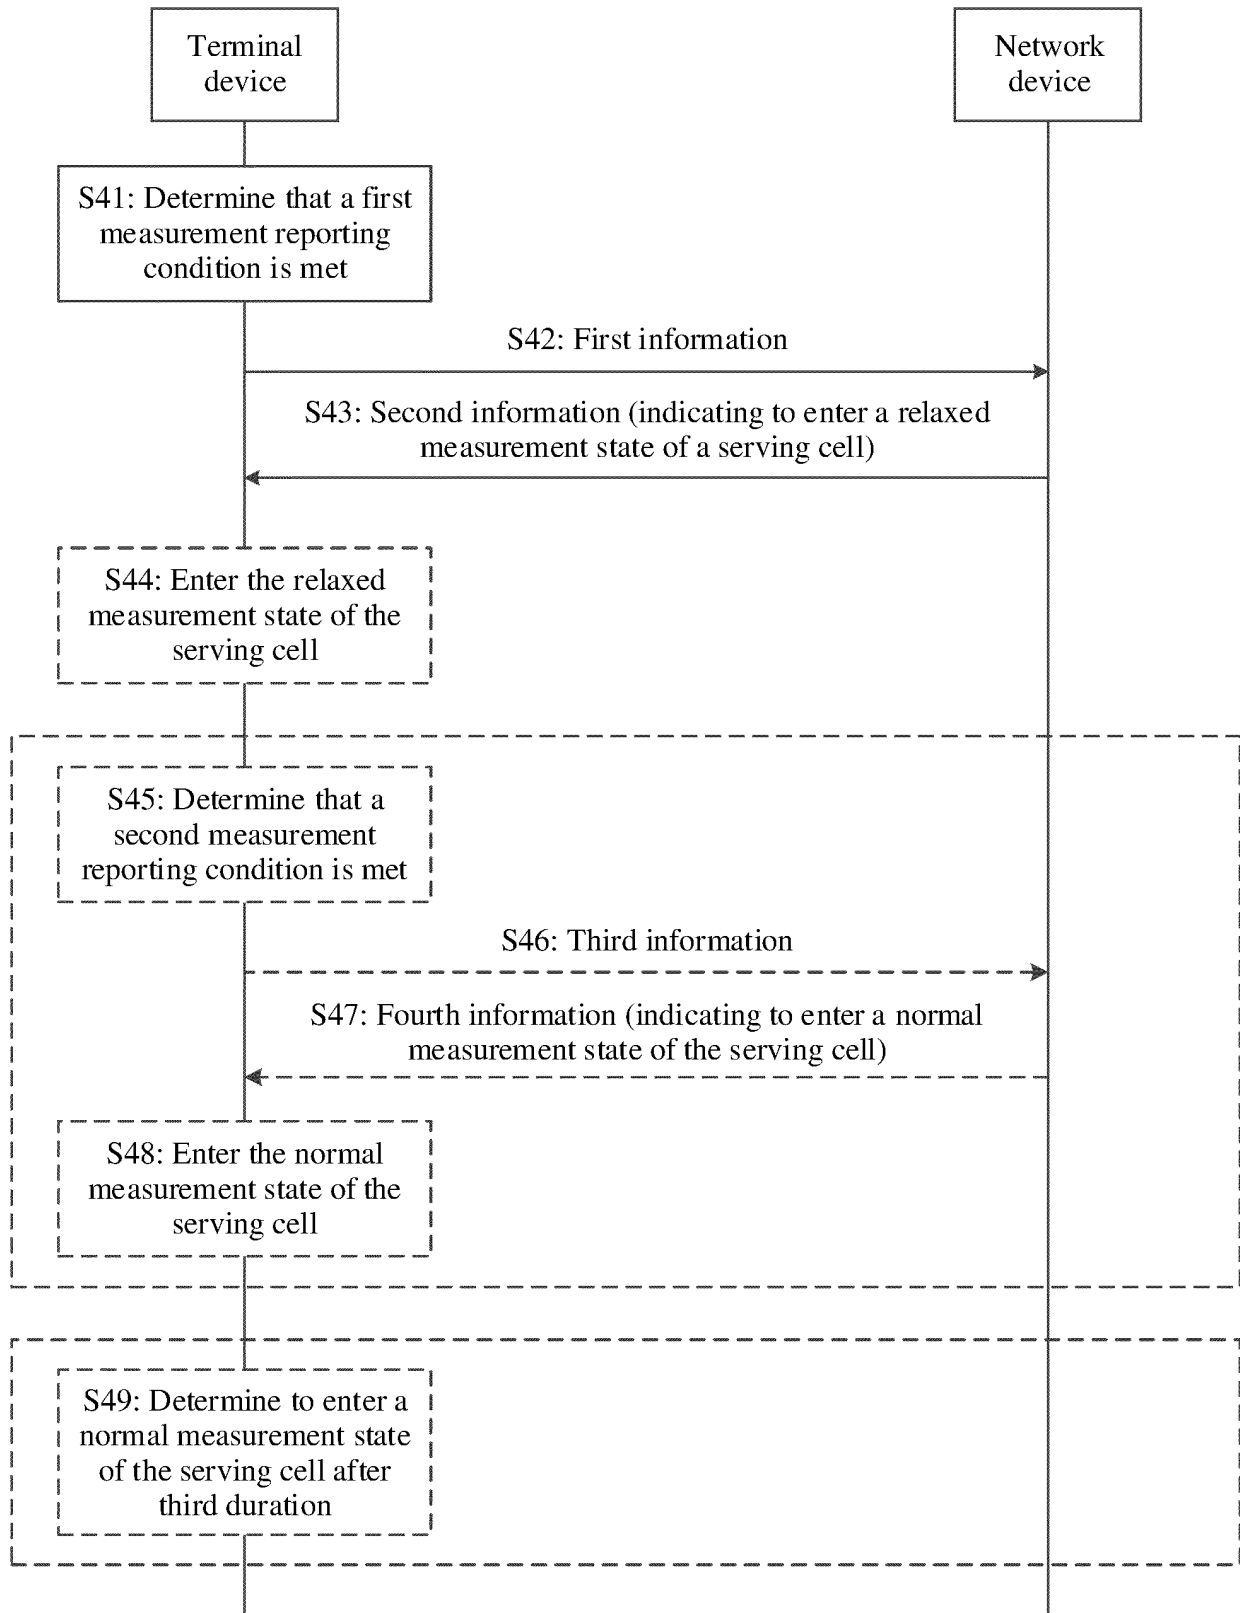 Terminal
device
Network
device
S41: Determine that a first
measurement reporting
condition is met
S42: First information
S43: Second information (indicating to enter a relaxed
measurement state of a serving cell)
S44: Enter the relaxed
measurement state of the
serving cell
S45: Determine that a
second measurement
reporting condition is met
S46: Third information
S47: Fourth information (indicating to enter a normal
measurement state of the serving cell)
S48: Enter the normal
measurement state of the
serving cell
S49: Determine to enter a
normal measurement state
of the serving cell after
third duration